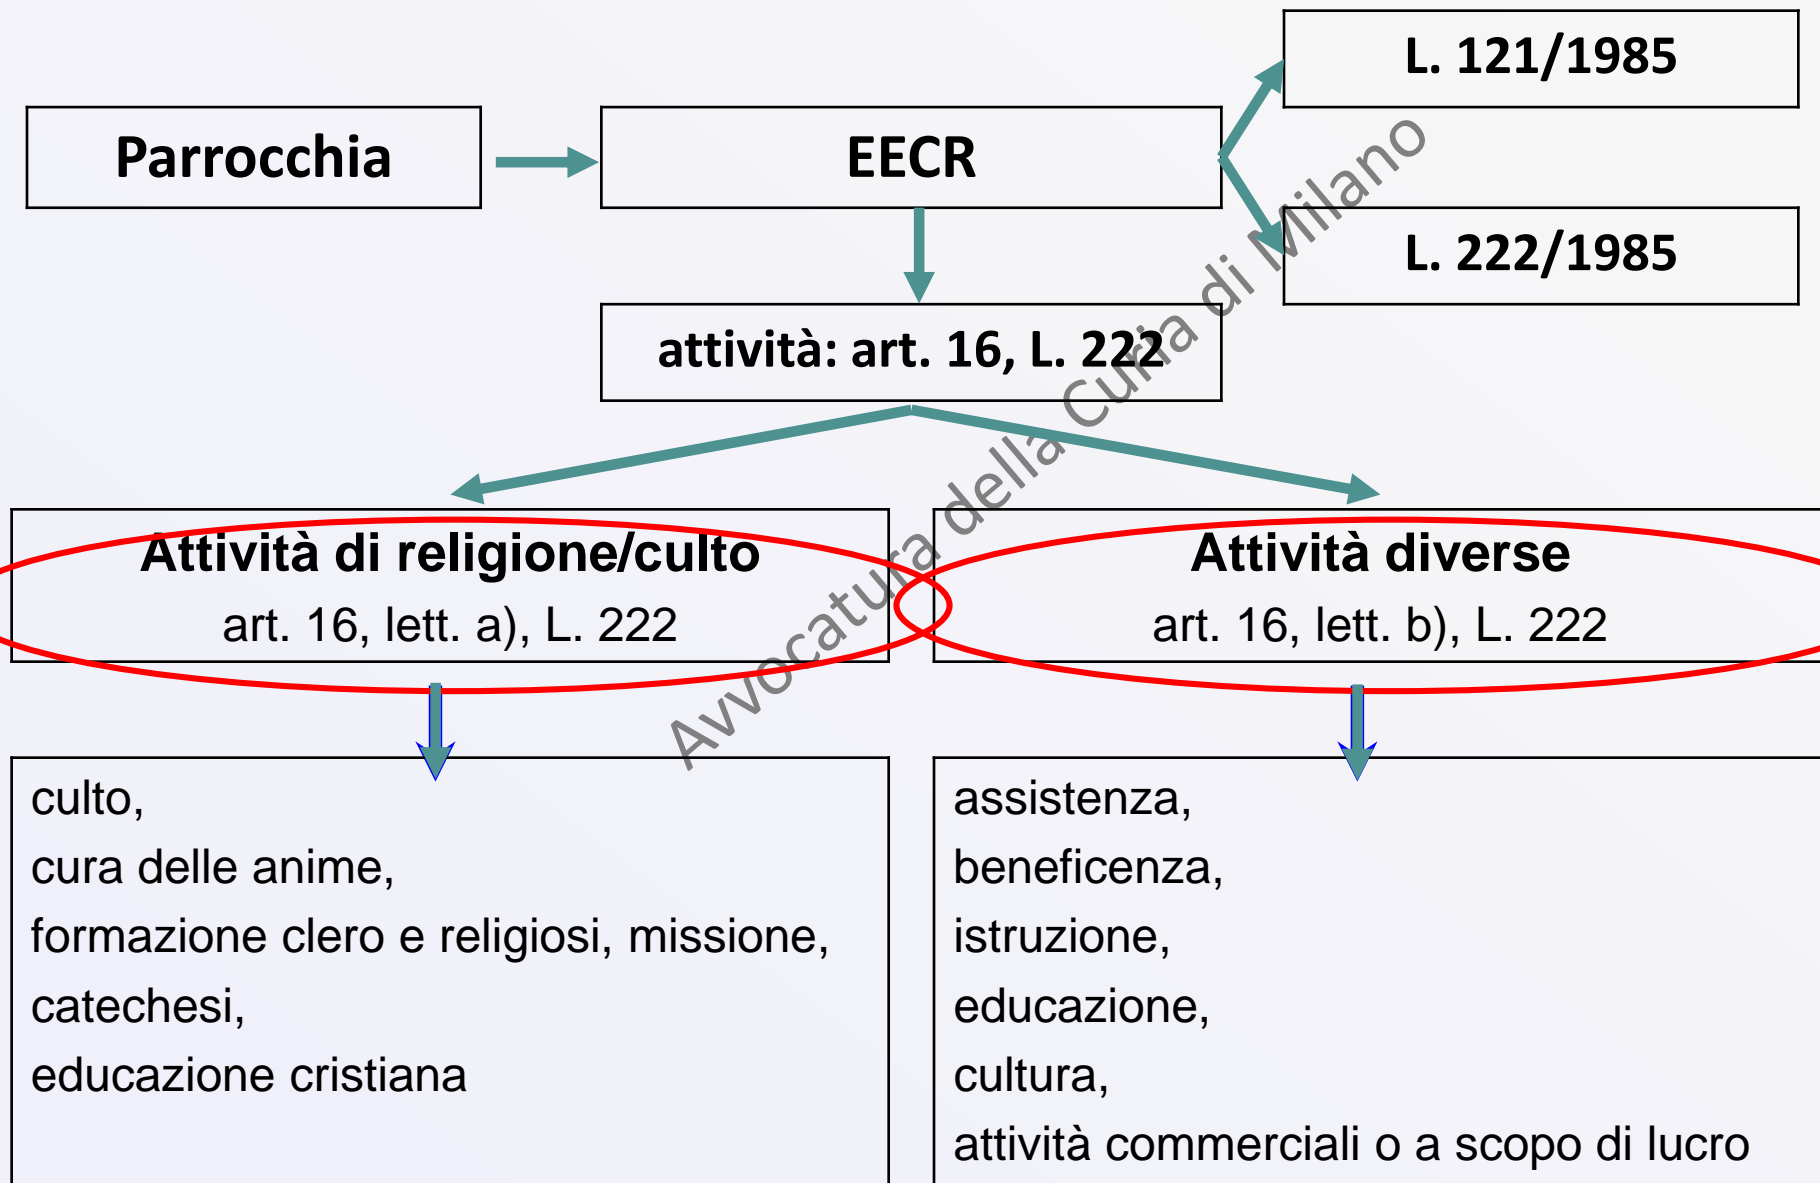 L. 121/1985
Parrocchia
EECR
L. 222/1985
attività: art. 16, L. 222
Attività di religione/culto
art. 16, lett. a), L. 222
Attività diverse
art. 16, lett. b), L. 222
culto,
cura delle anime,
formazione clero e religiosi, missione,
catechesi,
educazione cristiana
assistenza,
beneficenza,
istruzione,
educazione,
cultura,
attività commerciali o a scopo di lucro
Avvocatura della Curia di Milano